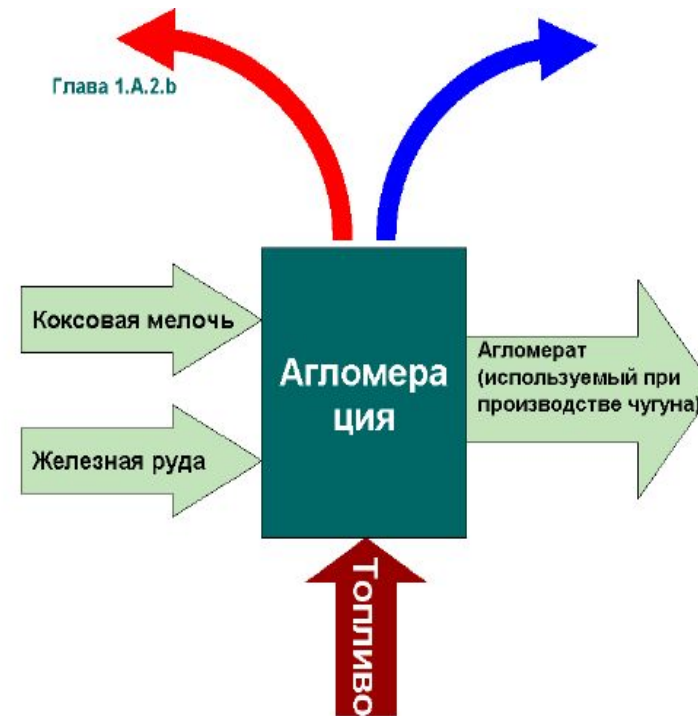 Глава 1.A.2.b
Коксовая мелочь
Железная руда
Агломера
ция
Агломерат
(используемый при
производстве чугуна)
Топливо